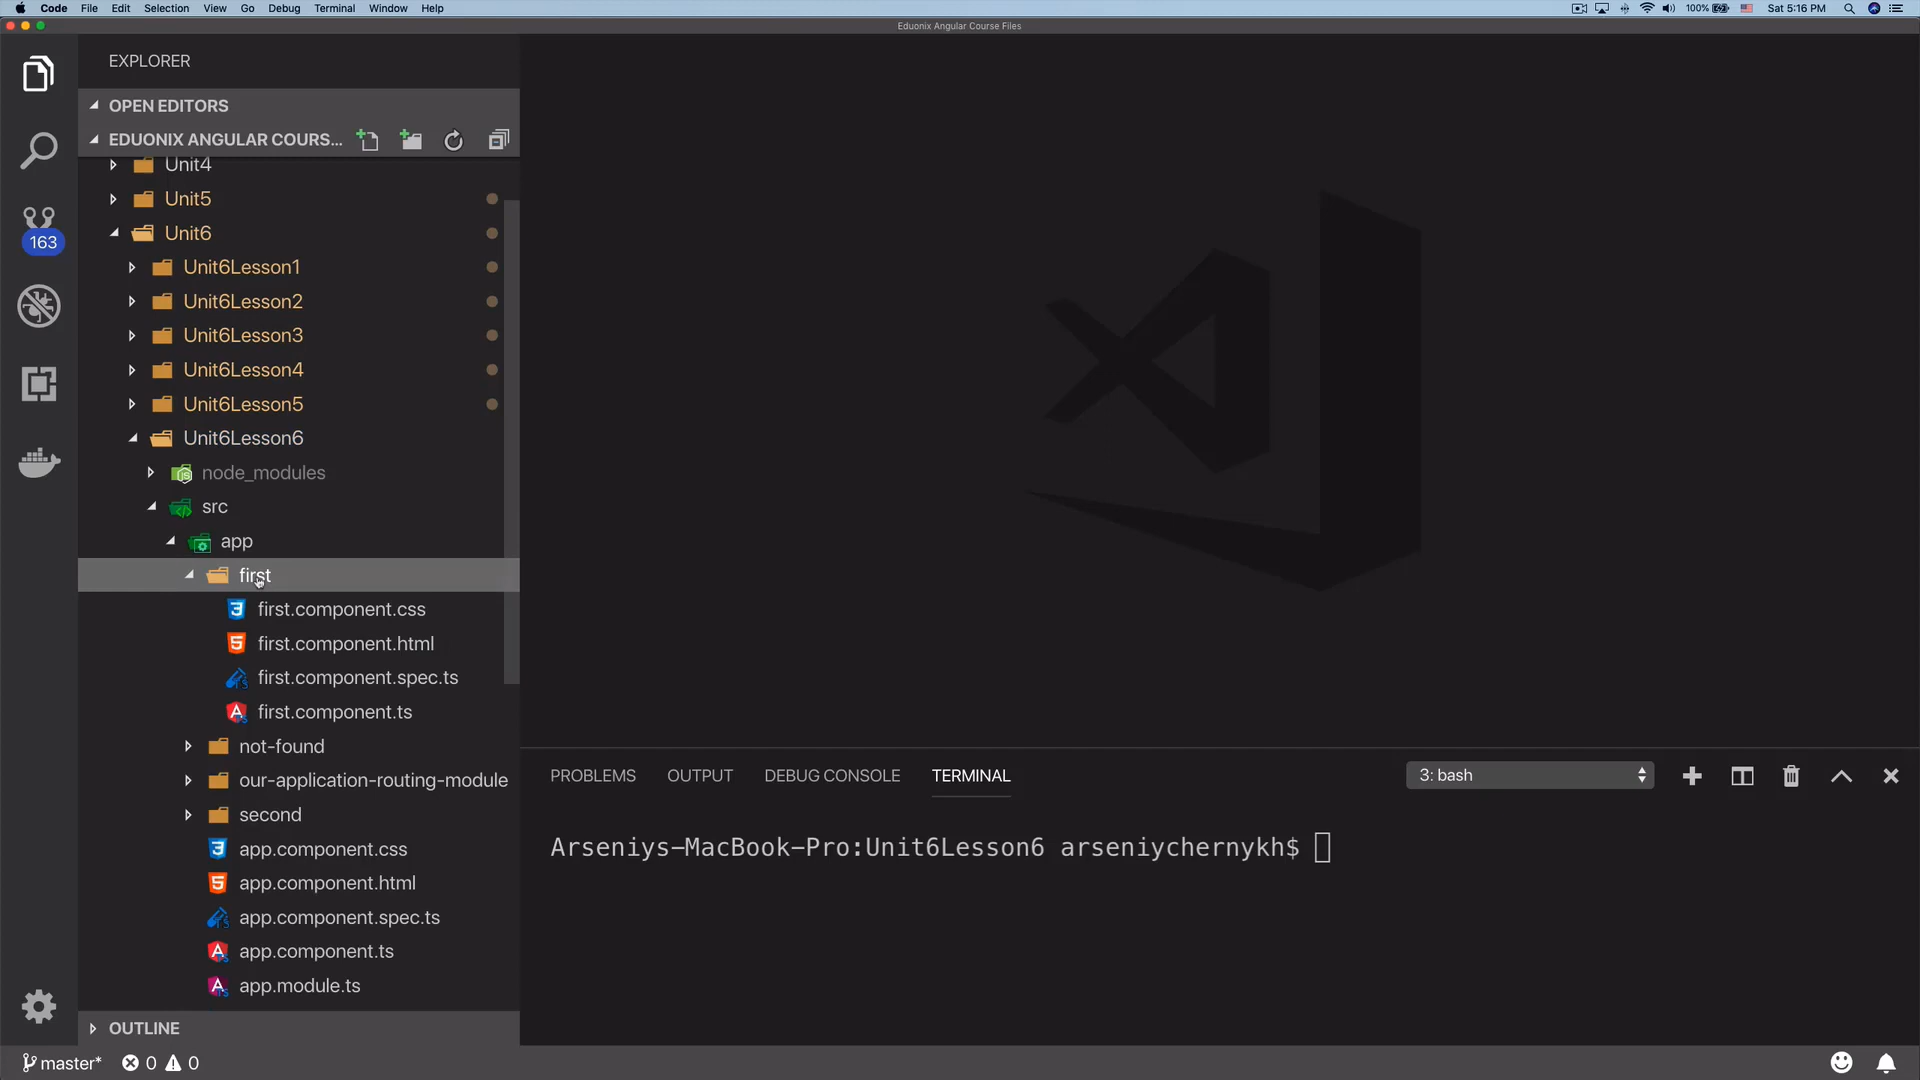 Code File Edit Selection View Go Debug Terminal Window Help
100% Sat 5:16 PM
Eduonix Angular Course Files
EXPLORER
OPEN EDITORS
EDUONIX ANGULAR COURS...
Unit4
Unit5
Unit6
163
Unit6Lesson1
Unit6Lesson2
Unit6Lesson3
Unit6Lesson4
Unit6Lesson5
Unit6Lesson6
node_modules
src
app
first
first.component.css
first.component.html
first.component.spec.ts
first.component.ts
not-found
our-application-routing-module
second
app.component.css
app.component.html
app.component.spec.ts
app.component.ts
app.module.ts
OUTLINE
PROBLEMS OUTPUT DEBUG CONSOLE TERMINAL
3: bash
Arseniys-MacBook-Pro:Unit6Lesson6 arseniychernykh$
master* 0 0